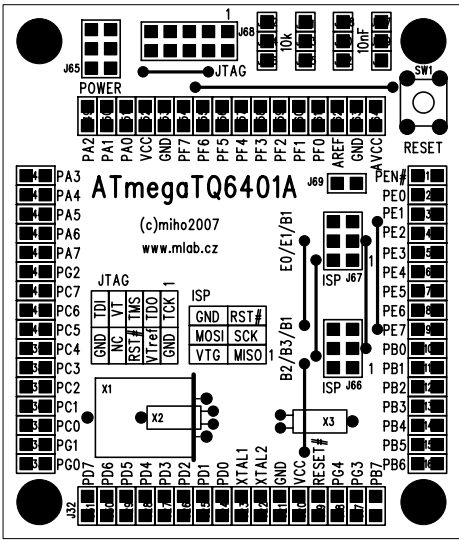 1
J68
J65
JTAG
10k
10nF
SW1
POWER
RESET
PA2
PA1
PA0
VCC
GND
PF7
PF6
PF5
PF4
PF3
PF2
PF1
PF0
AREF
GND
AVCC
PA3
PA4
PA5
PA6
PA7
PG2
PC7
PC6
PC5
PC4
PC3
PC2
PC1
PC0
PG1
PG0
ATmegaTQ6401A
(c)miho2007
www.mlab.cz
J69
PEN#
PE0
PE1
PE2
PE3
PE4
PE5
PE6
PE7
PB0
PB1
PB2
PB3
PB4
PB5
PB6
E0/E1/B1
ISP
J67
1
B2/B3/B1
ISP
J66
1
JTAG
1
TDI VT TMS TDO TCK
GND NC RST# VTref GND
ISP
GND RST#
MOSI SCK
VTG MISO 1
X1
X2
X3
PD7
PD6
PD5
PD4
PD3
PD2
PD1
PD0
XTAL1
XTAL2
GND
VCC
RESET#
PG4
PG3
PB7
J32